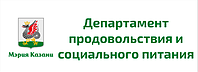 Департамент
продовольствия и
социального питания
Мэрия Казани